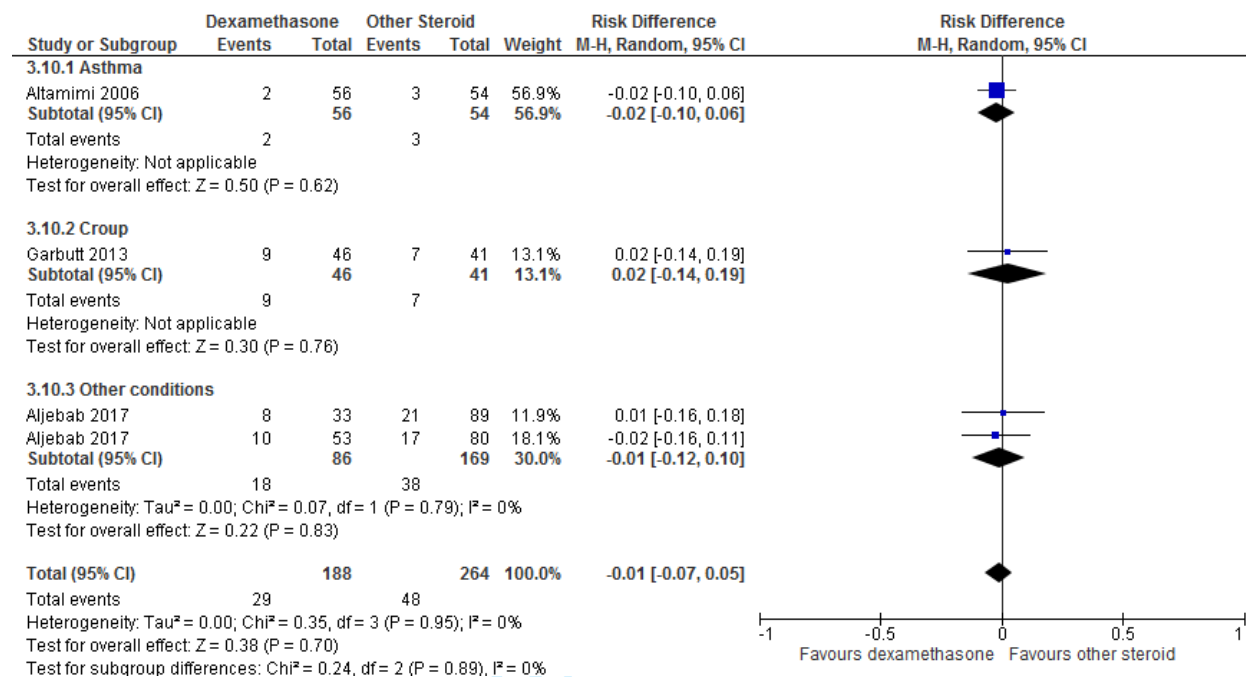 Dexamethasone Other Steroid Risk Difference Risk Difference
Study or Subgroup Events Total Events Total Weight M-H, Random, 95% CI M-H, Random, 95% CI
3.10.1 Asthma
Altamimi 2006 2 56 3 54 56.9% -0.02 [-0.10, 0.06]
Subtotal (95% CI) 56 54 56.9% -0.02 [-0.10, 0.06]
Total events 2 3
Heterogeneity: Not applicable
Test for overall effect: Z = 0.50 (P = 0.62)
3.10.2 Croup
Garbutt 2013 9 46 7 41 13.1% 0.02 [-0.14, 0.19]
Subtotal (95% CI) 46 41 13.1% 0.02 [-0.14, 0.19]
Total events 9 7
Heterogeneity: Not applicable
Test for overall effect: Z = 0.30 (P = 0.76)
3.10.3 Other conditions
Aljebab 2017 8 33 21 89 11.9% 0.01 [-0.16, 0.18]
Aljebab 2017 10 53 17 80 18.1% -0.02 [-0.16, 0.11]
Subtotal (95% CI) 86 169 30.0% -0.01 [-0.12, 0.10]
Total events 18 38
Heterogeneity: Tau² = 0.00; Chi² = 0.07, df = 1 (P = 0.79); I² = 0%
Test for overall effect: Z = 0.22 (P = 0.83)
Total (95% CI) 188 264 100.0% -0.01 [-0.07, 0.05]
Total events 29 48
Heterogeneity: Tau² = 0.00; Chi² = 0.35, df = 3 (P = 0.95); I² = 0%
Test for overall effect: Z = 0.38 (P = 0.70)
Test for subgroup differences: Chi² = 0.24, df = 2 (P = 0.89), I² = 0%
-1 -0.5 0 0.5 1
Favours dexamethasone Favours other steroid